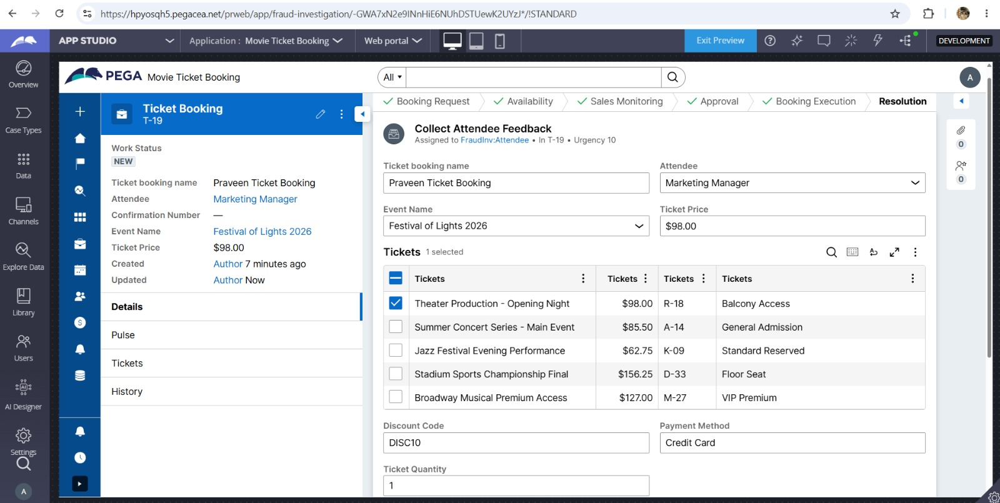 https://hpyosqh5.pegacea.net/prweb/app/fraud-investigation/-GWA7xN2e9INnHiE6NUhDSTUewK2UYzJ*/!STANDARD
APP STUDIO
Application : Movie Ticket Booking
Web portal
Exit Preview
DEVELOPMENT
Overview
Case Types
Data
Channels
Explore Data
Library
Users
AI
AI Designer
Settings
A
PEGA Movie Ticket Booking
All
A
Ticket Booking
T-19
Work Status
NEW
Ticket booking name Praveen Ticket Booking
Attendee Marketing Manager
Confirmation Number —
Event Name Festival of Lights 2026
Ticket Price $98.00
Created Author 7 minutes ago
Updated Author Now
Details
Pulse
Tickets
History
Booking Request Availability Sales Monitoring Approval Booking Execution Resolution
Collect Attendee Feedback
Assigned to FraudInv:Attendee • In T-19 • Urgency 10
Ticket booking name
Praveen Ticket Booking
Attendee
Marketing Manager
Event Name
Festival of Lights 2026
Ticket Price
$98.00
Tickets 1 selected
Tickets Tickets Tickets Tickets
Theater Production - Opening Night $98.00 R-18 Balcony Access
Summer Concert Series - Main Event $85.50 A-14 General Admission
Jazz Festival Evening Performance $62.75 K-09 Standard Reserved
Stadium Sports Championship Final $156.25 D-33 Floor Seat
Broadway Musical Premium Access $127.00 M-27 VIP Premium
Discount Code
DISC10
Payment Method
Credit Card
Ticket Quantity
1
0
0